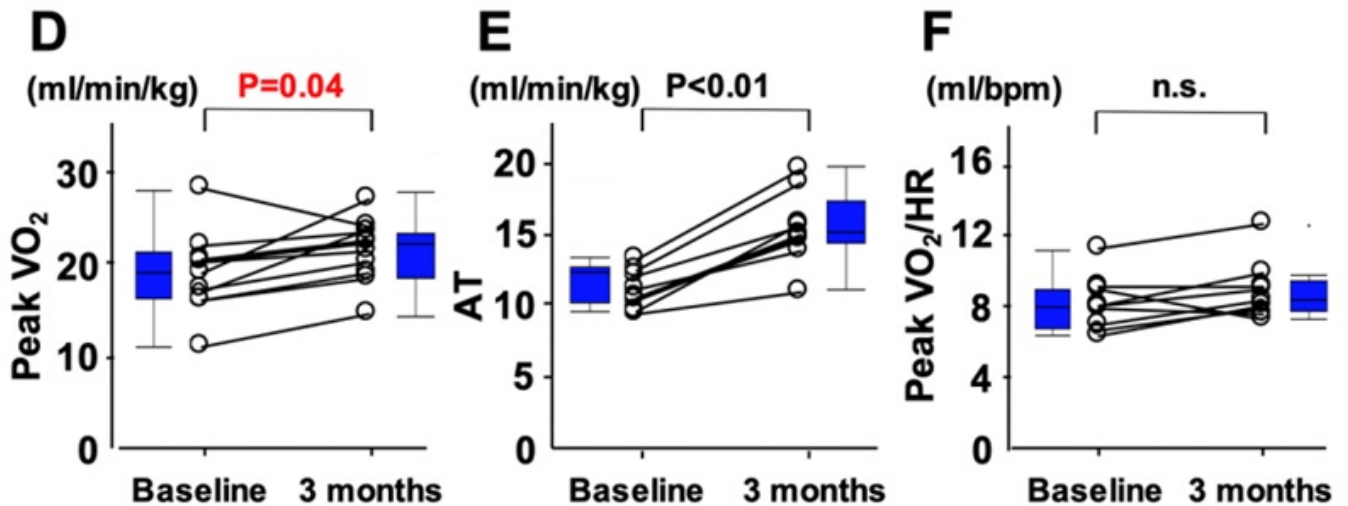 D
(ml/min/kg) P=0.04
Peak VO2
30
20
10
0
Baseline 3 months
E
(ml/min/kg) P<0.01
AT
20
15
10
5
0
Baseline 3 months
F
(ml/bpm) n.s.
Peak VO2/HR
16
12
8
4
0
Baseline 3 months